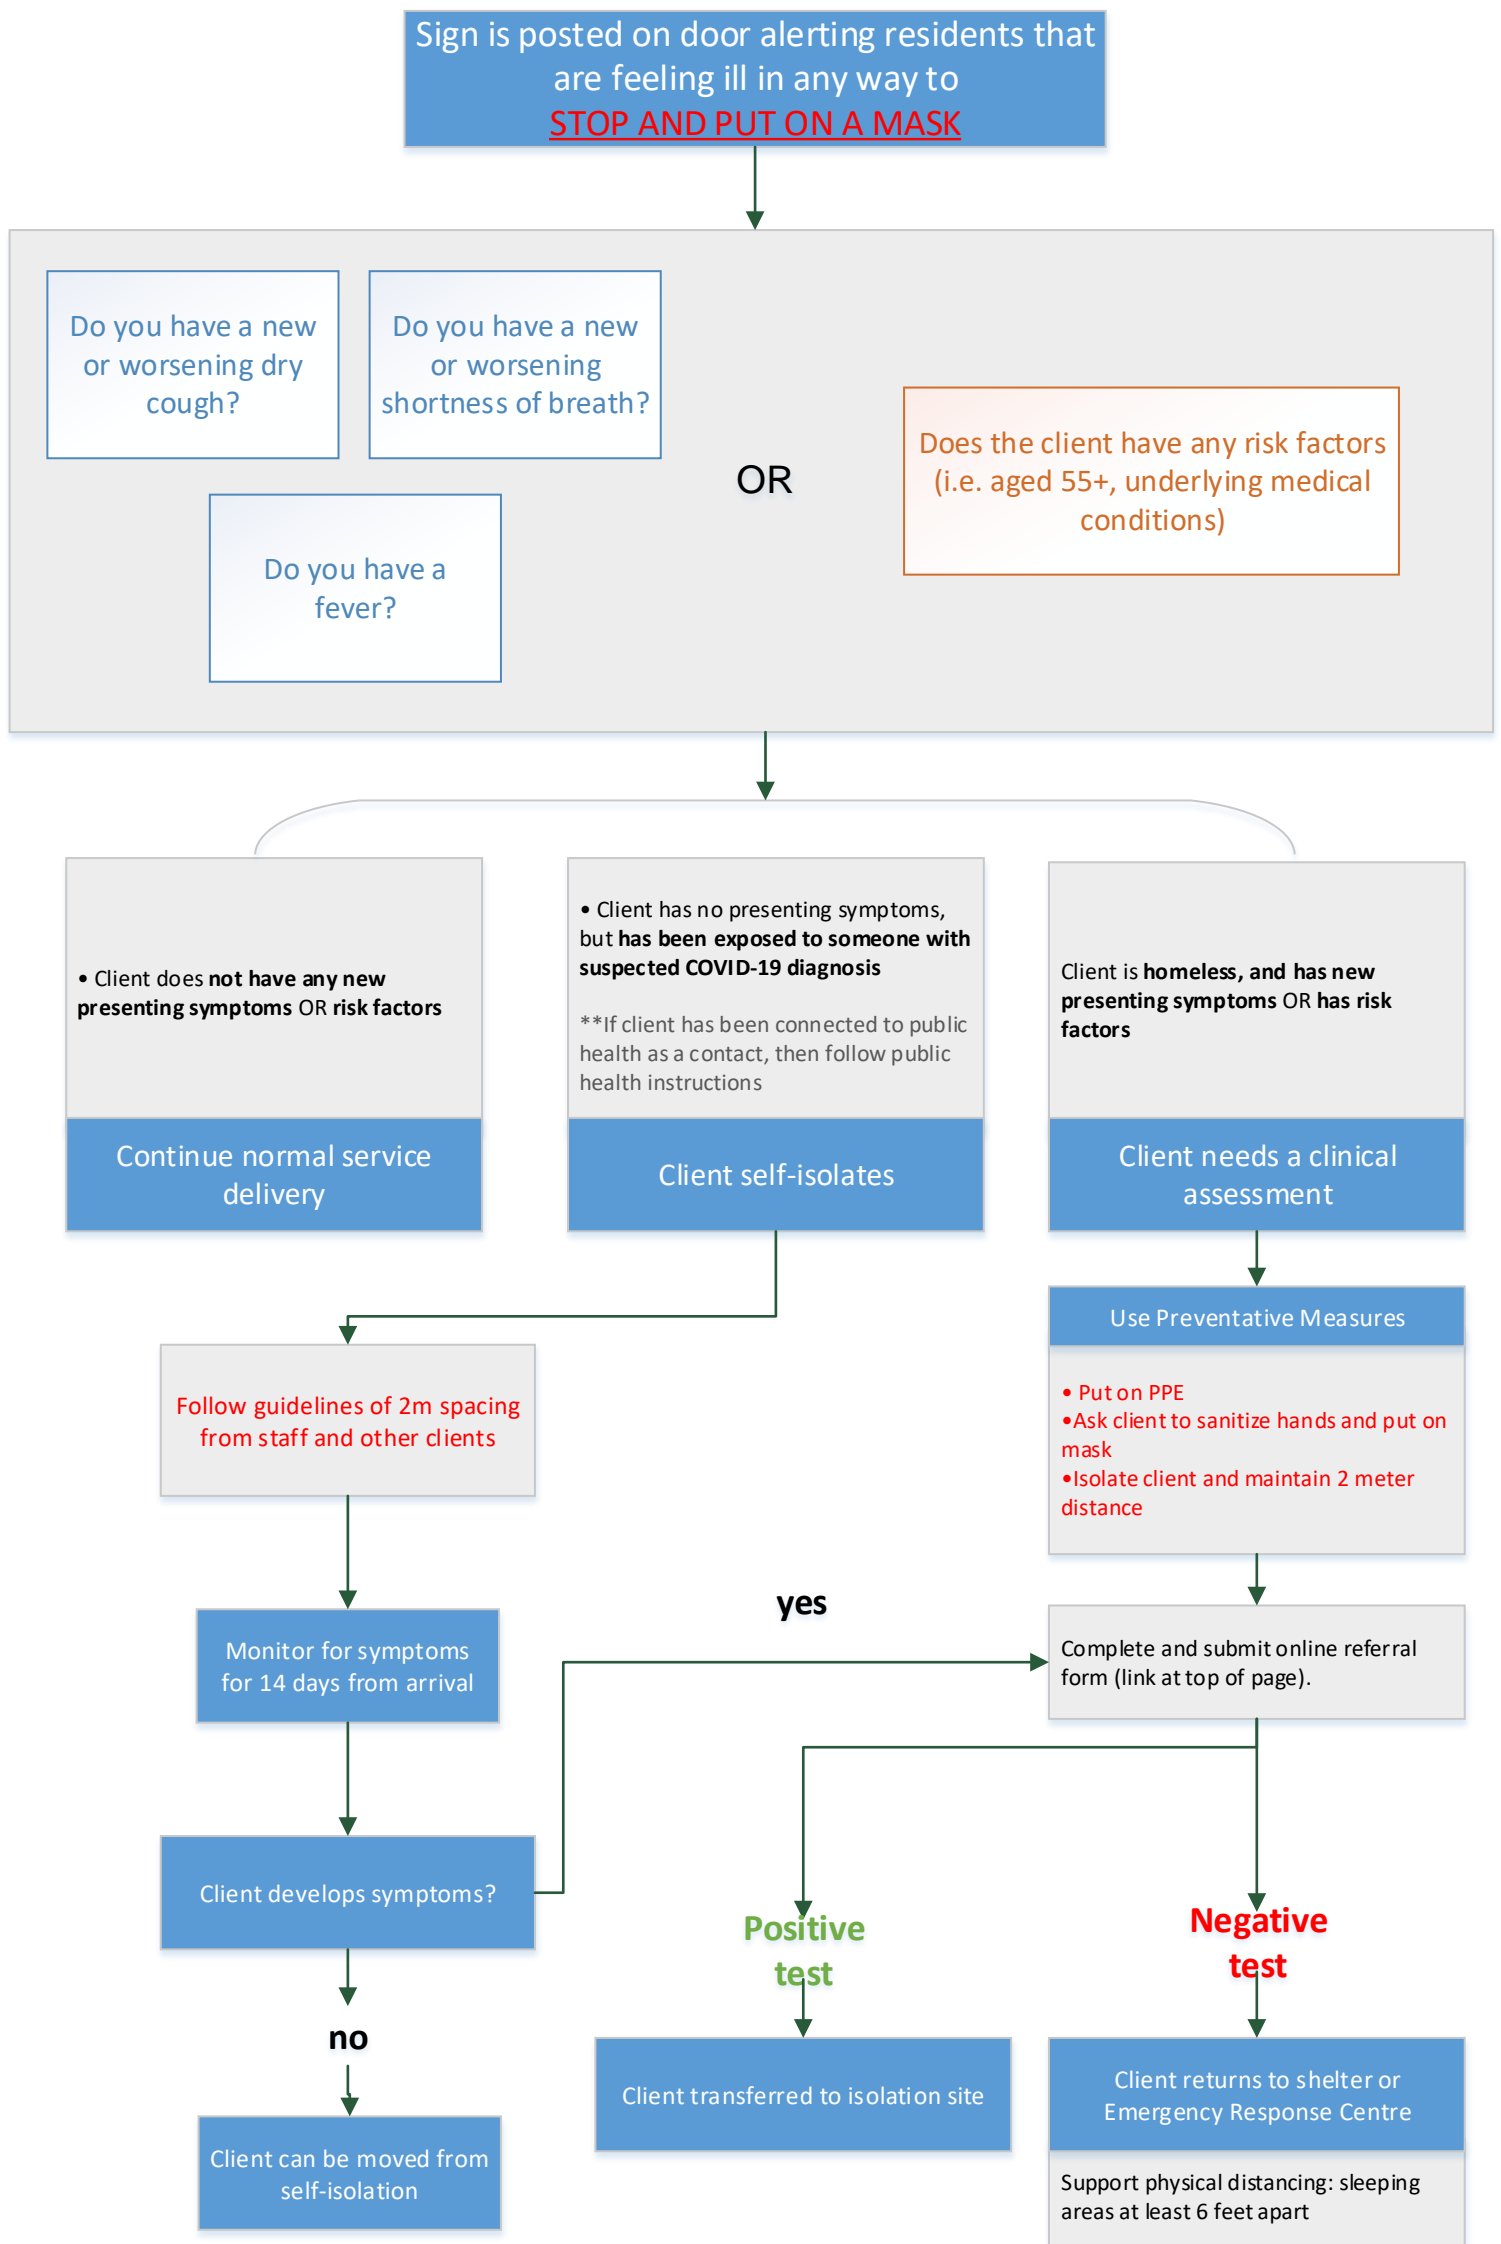 Sign is posted on door alerting residents that
are feeling ill in any way to
STOP AND PUT ON A MASK
Do you have a new
or worsening dry
cough?
Do you have a new
or worsening
shortness of breath?
Do you have a
fever?
OR
Does the client have any risk factors
(i.e. aged 55+, underlying medical
conditions)
• Client does not have any new
presenting symptoms OR risk factors
Continue normal service
delivery
• Client has no presenting symptoms,
but has been exposed to someone with
suspected COVID-19 diagnosis
**If client has been connected to public
health as a contact, then follow public
health instructions
Client self-isolates
Client is homeless, and has new
presenting symptoms OR has risk
factors
Client needs a clinical
assessment
Use Preventative Measures
• Put on PPE
•Ask client to sanitize hands and put on
mask
•Isolate client and maintain 2 meter
distance
Follow guidelines of 2m spacing
from staff and other clients
Monitor for symptoms
for 14 days from arrival
yes
Complete and submit online referral
form (link at top of page).
Client develops symptoms?
no
Client can be moved from
self-isolation
Positive
test
Client transferred to isolation site
Negative
test
Client returns to shelter or
Emergency Response Centre
Support physical distancing: sleeping
areas at least 6 feet apart